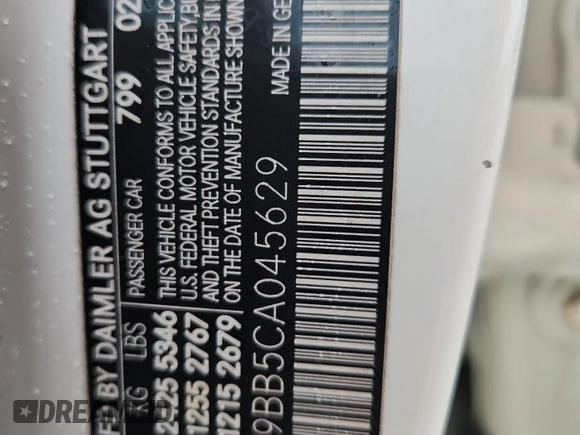 BY DAIMLER AG STUTTGART
PASSENGER CAR 799 02
KG LBS
2425 5346
1255 2767
1215 2679
THIS VEHICLE CONFORMS TO ALL
U.S. FEDERAL MOTOR VEHICLE SAFETY,
AND THEFT PREVENTION STANDARDS IN
ON THE DATE OF MANUFACTURE SHOWN
9BB5CA045629
MADE IN GE
DREAMBID